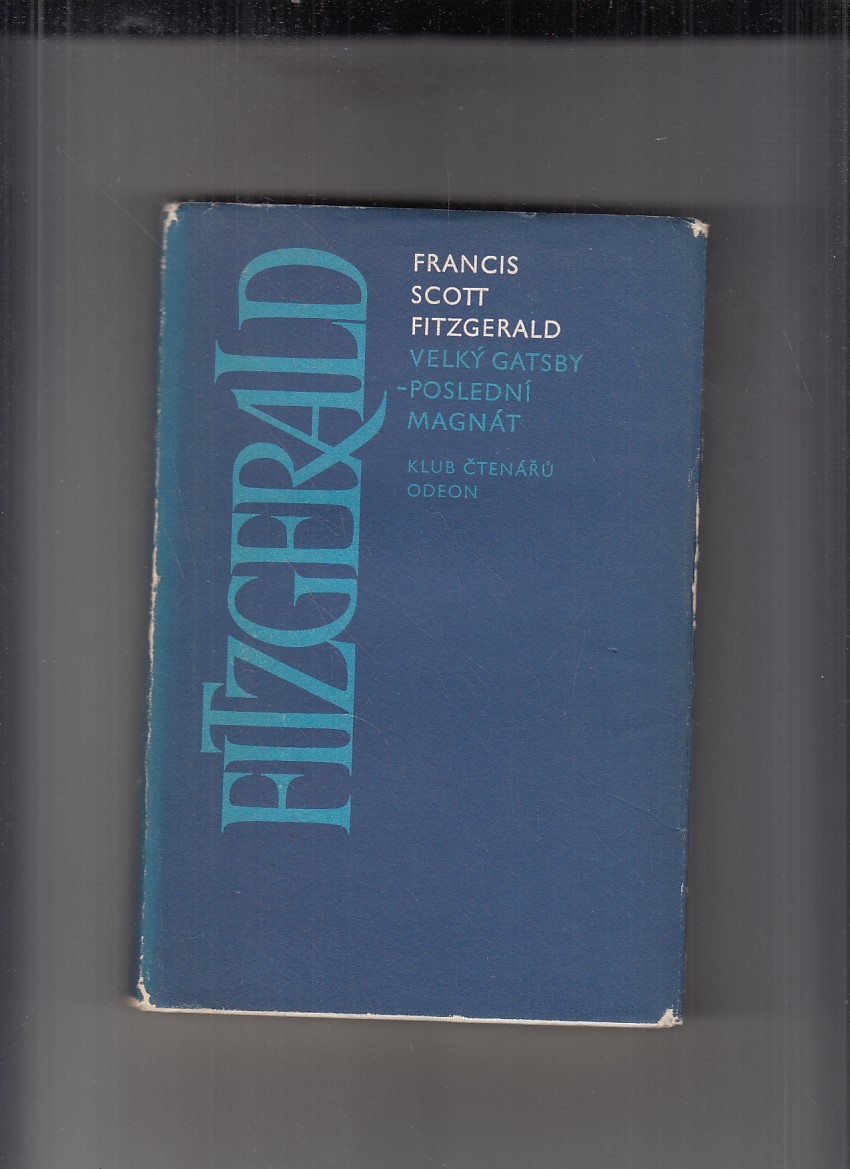 FITZGERALD
FRANCIS
SCOTT
FITZGERALD
VELKÝ GATSBY
-POSLEDNÍ
MAGNÁT
KLUB ČTENÁŘŮ
ODEON